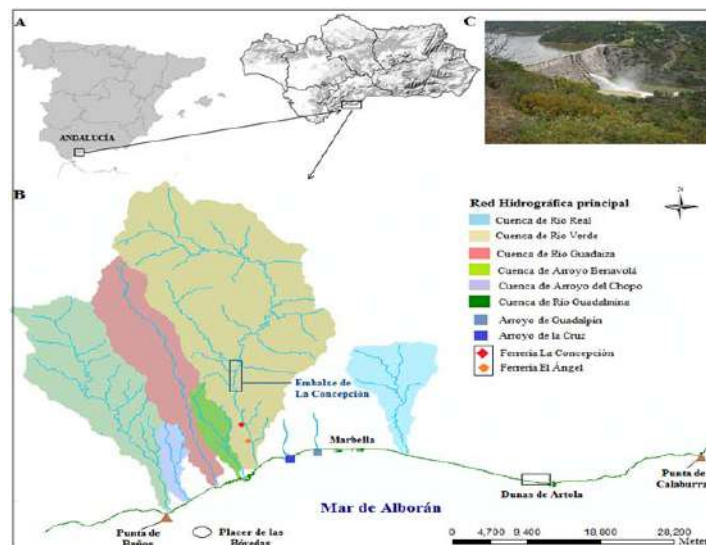 A
C
ANDALUCÍA
B
N
Red Hidrográfica principal
Cuenca de Río Real
Cuenca de Río Verde
Cuenca de Río Guadaiza
Cuenca de Arroyo Benavolá
Cuenca de Arroyo del Chopo
Cuenca de Río Guadalmina
Arroyo de Guadalpín
Arroyo de la Cruz
Ferrería La Concepción
Ferrería El Ángel
Embalse de
La Concepción
Marbella
Punta de
Calaburra
Dunas de Artola
Mar de Alborán
Punta de
Baños
Placer de las
Bóvedas
0 4,700 9,400 18,800 28,200